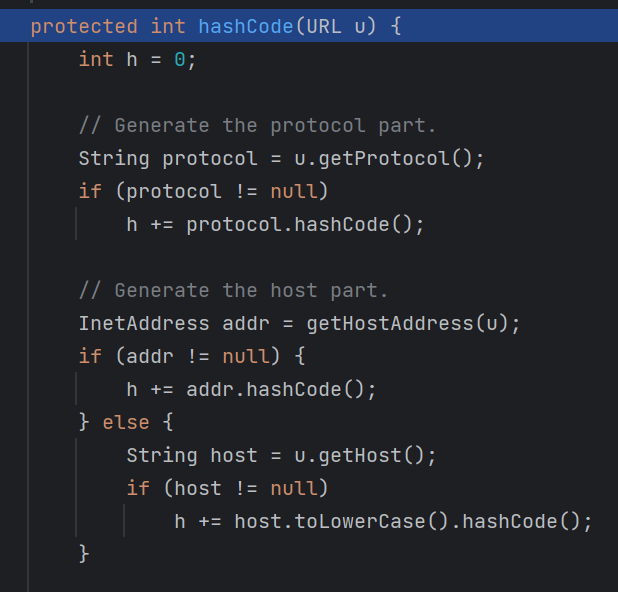 protected int hashCode(URL u) {
int h = 0;
// Generate the protocol part.
String protocol = u.getProtocol();
if (protocol != null)
h += protocol.hashCode();
// Generate the host part.
InetAddress addr = getHostAddress(u);
if (addr != null) {
h += addr.hashCode();
} else {
String host = u.getHost();
if (host != null)
h += host.toLowerCase().hashCode();
}